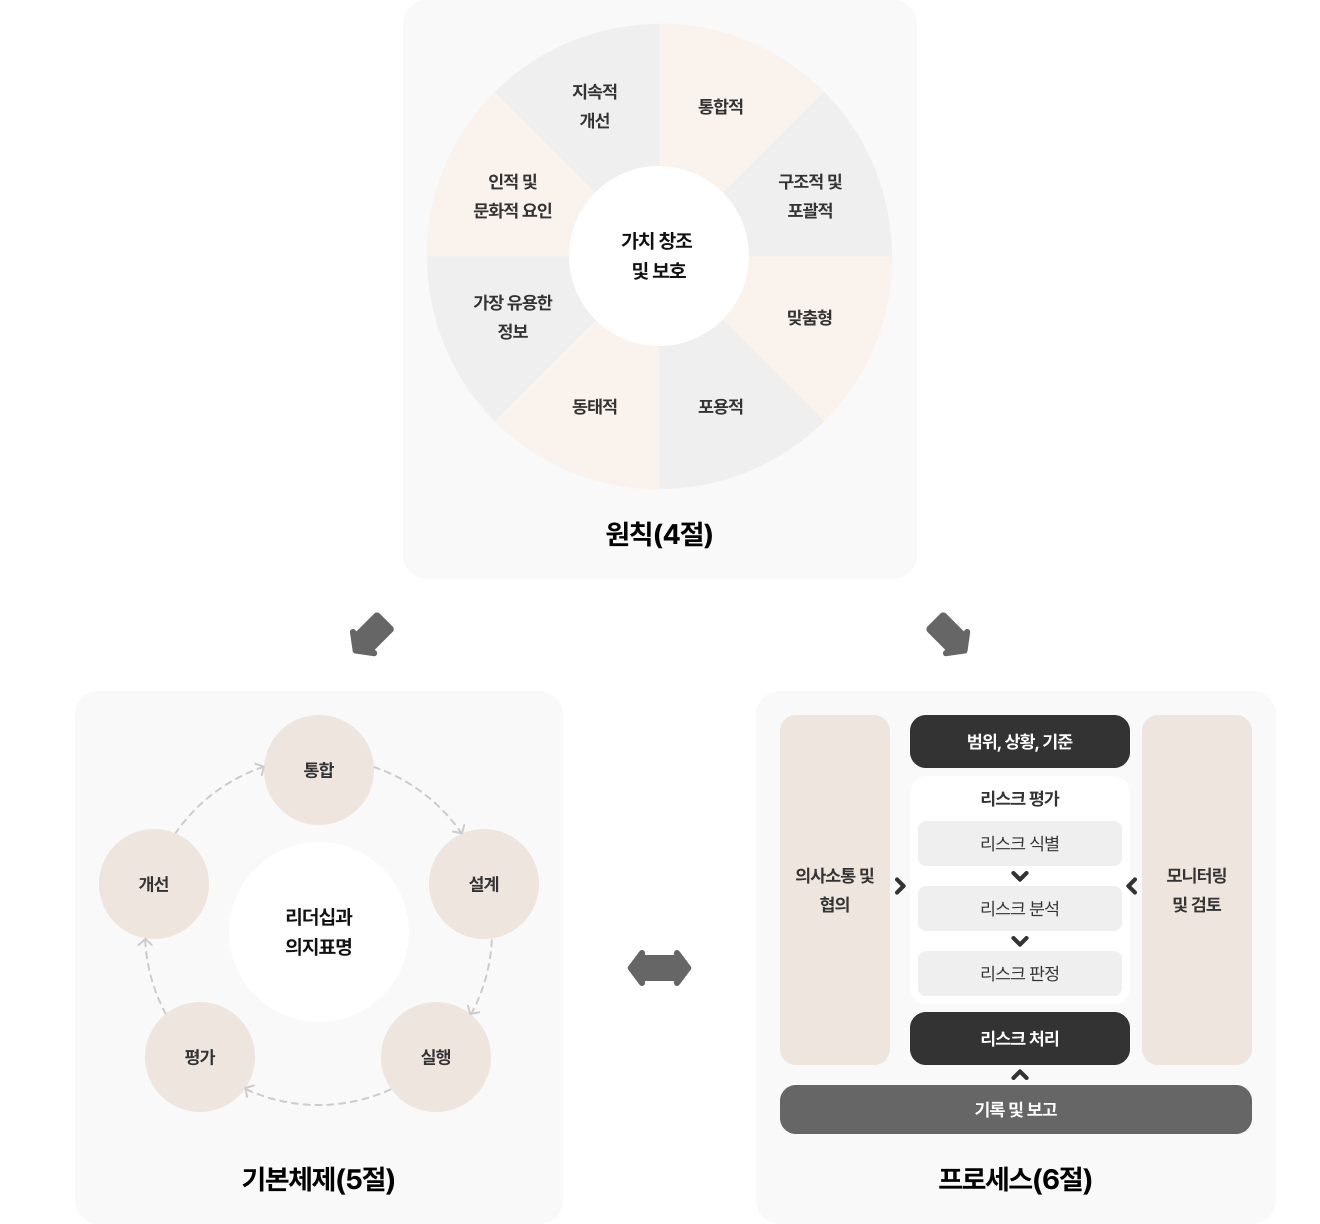 지속적
개선
통합적
인적 및
문화적 요인
구조적 및
포괄적
가치 창조
및 보호
가장 유용한
정보
맞춤형
동태적
포용적
원칙(4절)
통합
개선
설계
리더십과
의지표명
평가
실행
기본체제(5절)
의사소통 및
협의
범위, 상황, 기준
리스크 평가
리스크 식별
리스크 분석
리스크 판정
리스크 처리
모니터링
및 검토
기록 및 보고
프로세스(6절)